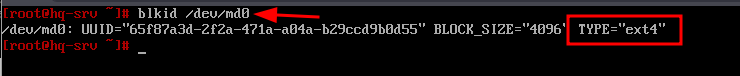 [root@hq-srv ~]# blkid /dev/md0
/dev/md0: UUID="65f87a3d-2f2a-471a-a04a-b29ccd9b0d55" BLOCK_SIZE="4096" TYPE="ext4"
[root@hq-srv ~]# _